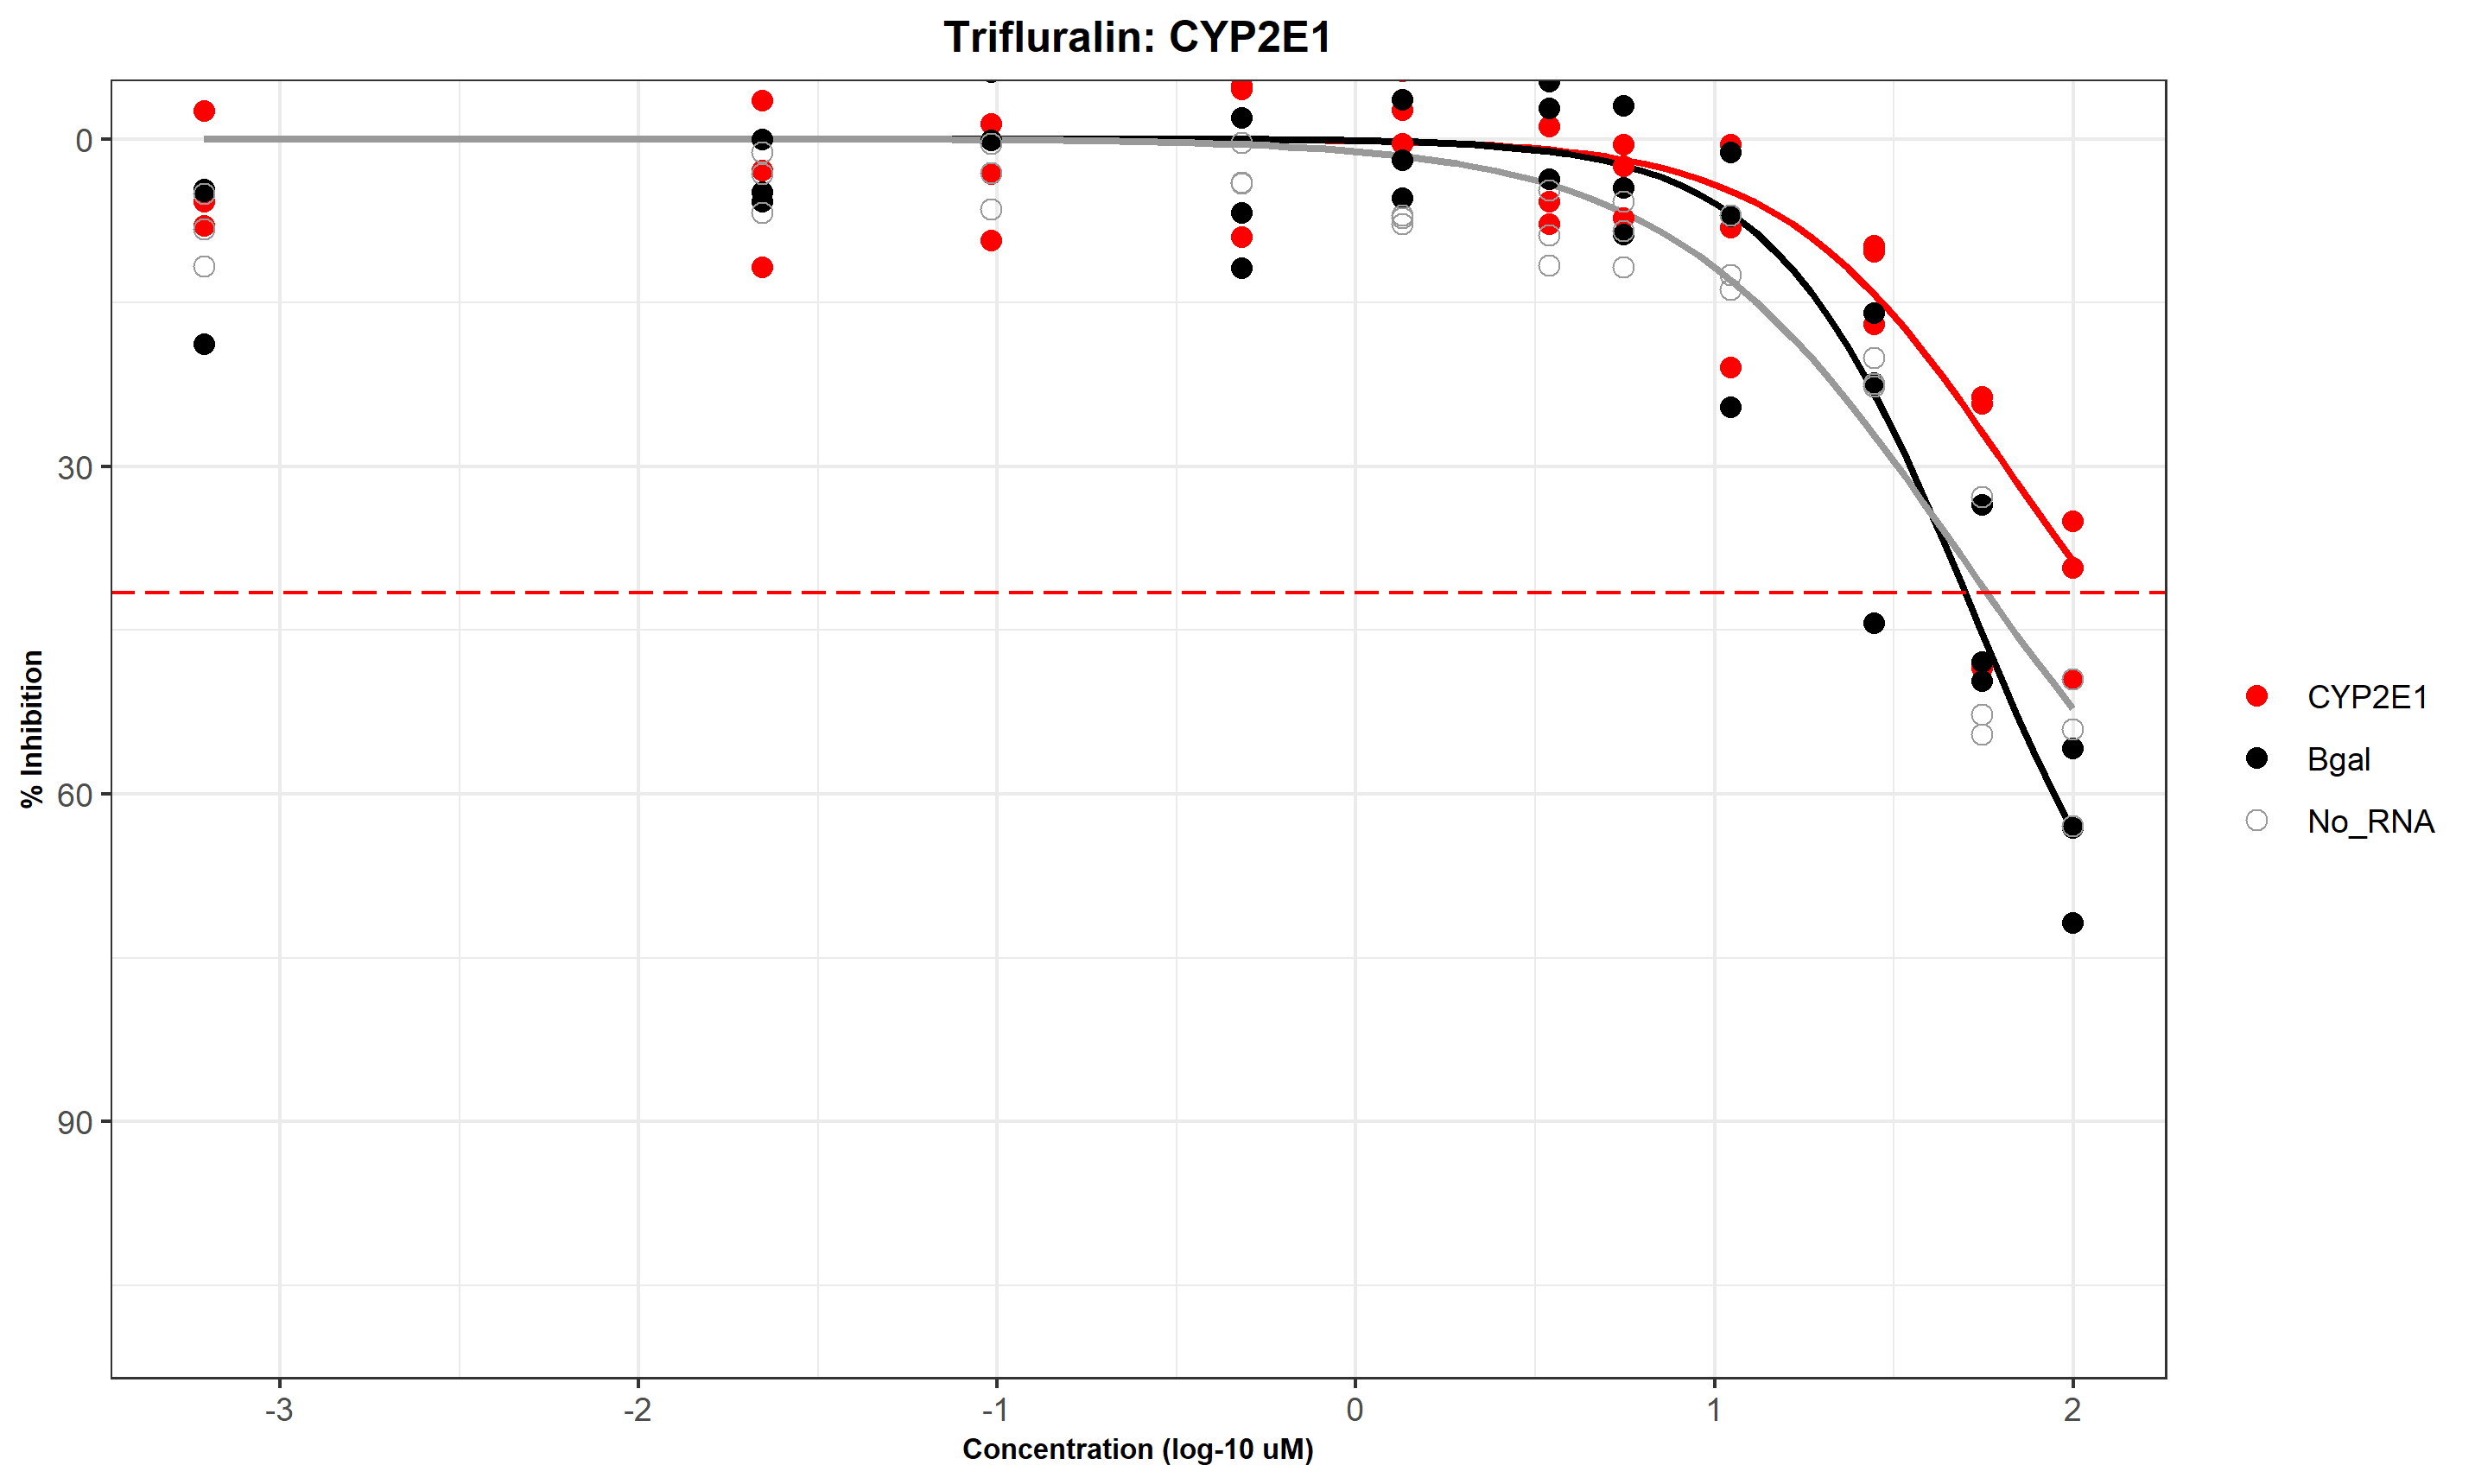 Trifluralin: CYP2E1
% Inhibition
0
30
60
90
-3
-2
-1
0
1
2
Concentration (log-10 uM)
CYP2E1
Bgal
No_RNA